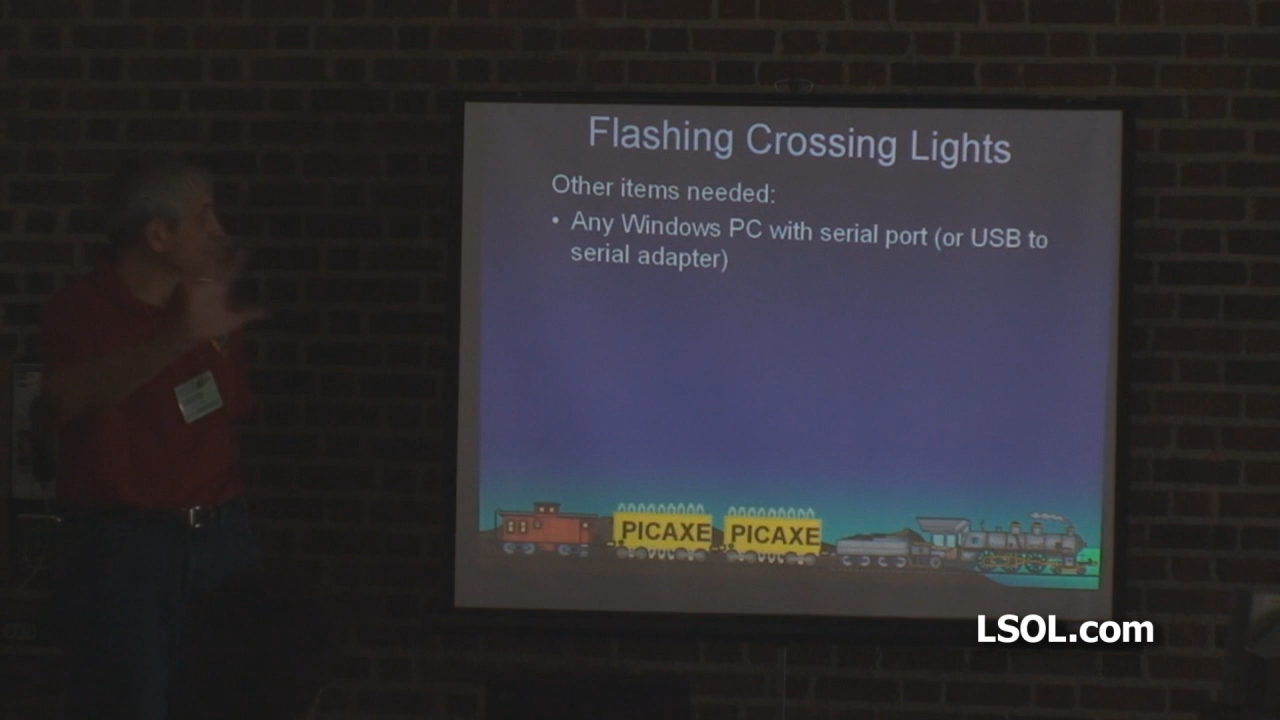 Flashing Crossing Lights
Other items needed:
• Any Windows PC with serial port (or USB to
serial adapter)
PICAXE PICAXE
LSOL.com